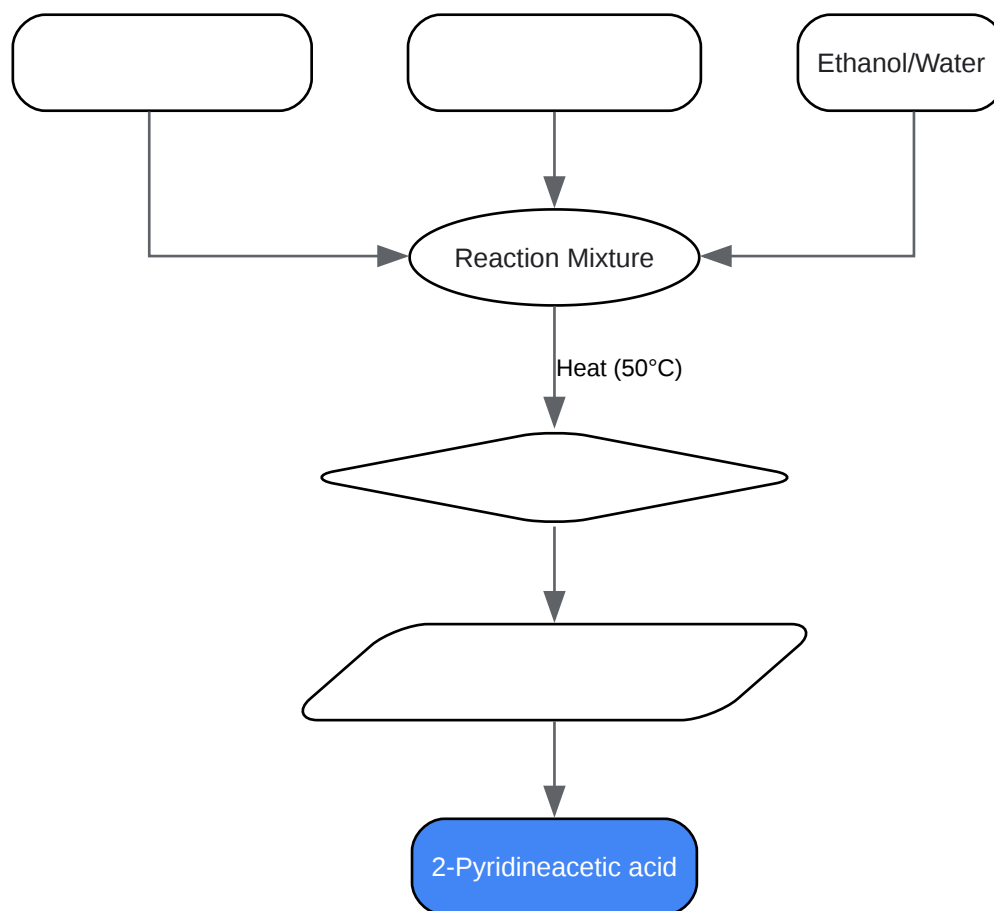 Ethanol/Water
Reaction Mixture
Heat (50°C)
2-Pyridineacetic acid